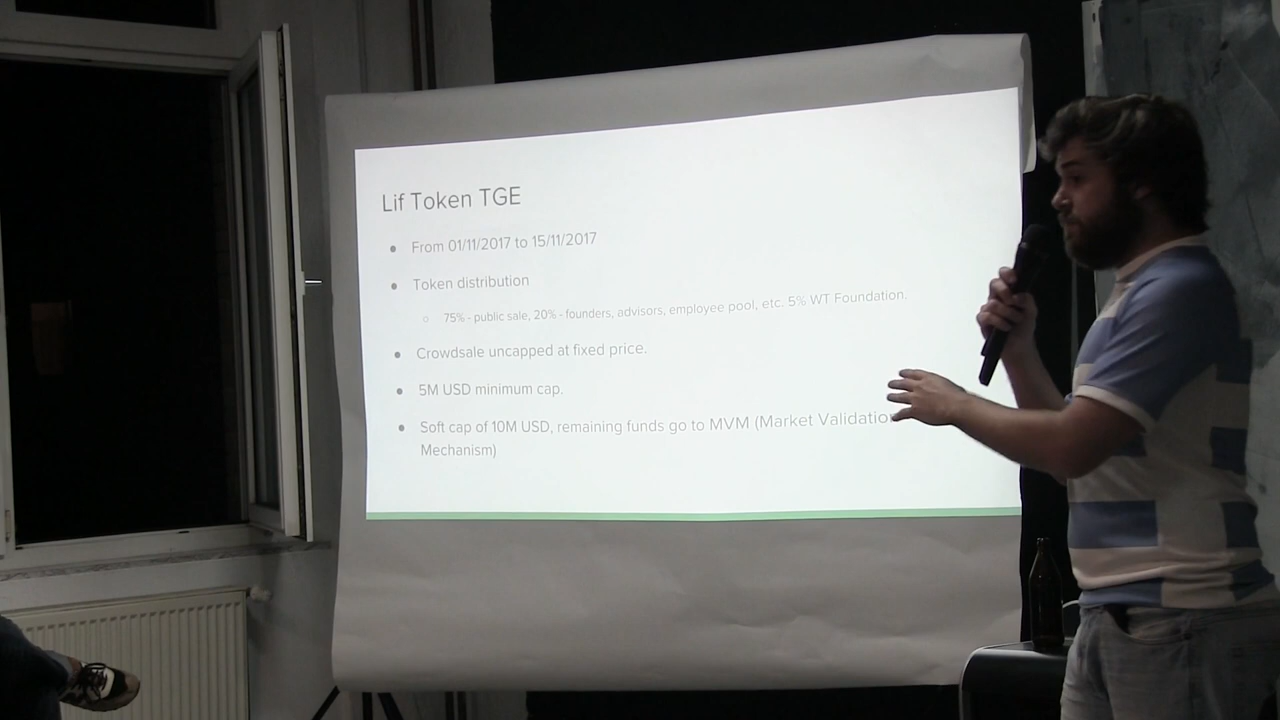 Lif Token TGE
From 01/11/2017 to 15/11/2017
Token distribution
75% - public sale, 20% - founders, advisors, employee pool, etc. 5% WT Foundation.
Crowdsale uncapped at fixed price.
5M USD minimum cap.
Soft cap of 10M USD, remaining funds go to MVM (Market Validation
Mechanism)